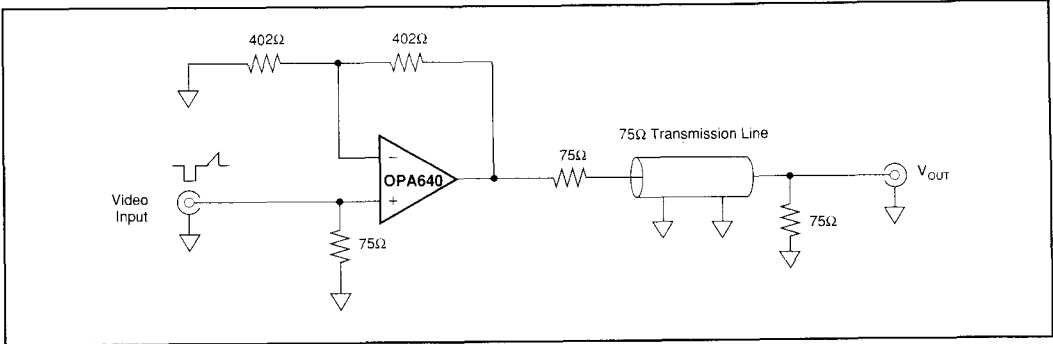 402Ω
402Ω
75Ω Transmission Line
75Ω
−
OPA640
+
Video
Input
75Ω
75Ω
V_OUT